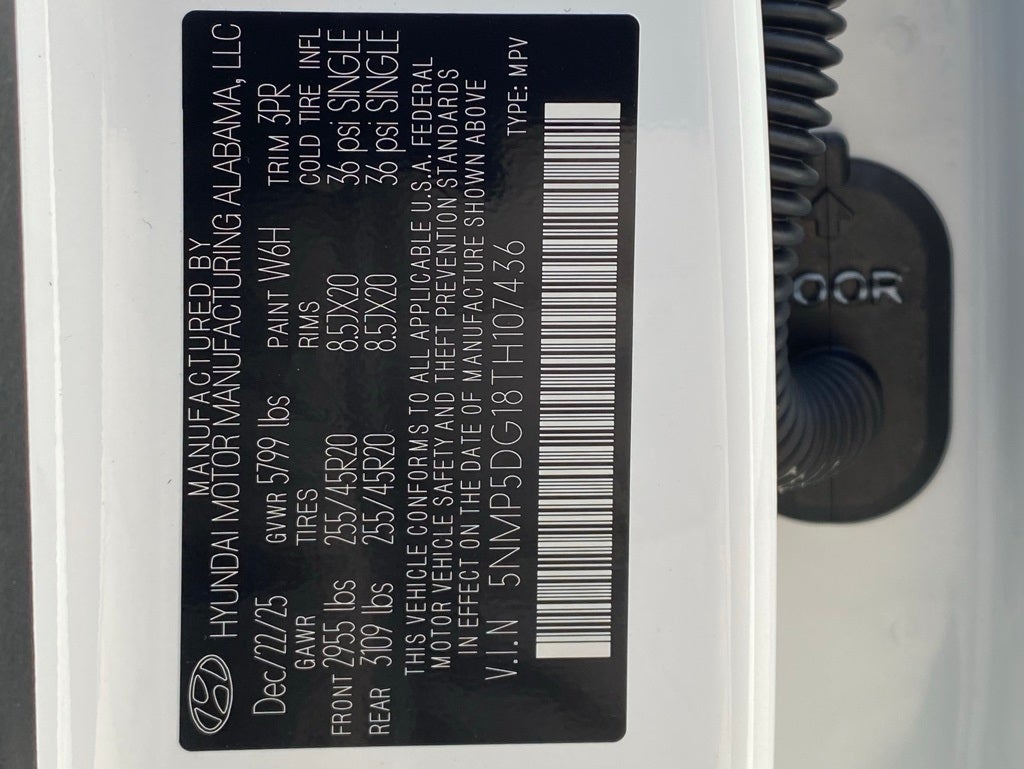 MANUFACTURED BY
HYUNDAI MOTOR MANUFACTURING ALABAMA, LLC
Dec/22/25 GVWR 5799 lbs PAINT W6H TRIM 3PR
GAWR TIRES RIMS COLD TIRE INFL
FRONT 2955 lbs 255/45R20 8.5JX20 36 psi SINGLE
REAR 3109 lbs 255/45R20 8.5JX20 36 psi SINGLE
THIS VEHICLE CONFORMS TO ALL APPLICABLE U.S.A. FEDERAL
MOTOR VEHICLE SAFETY AND THEFT PREVENTION STANDARDS
IN EFFECT ON THE DATE OF MANUFACTURE SHOWN ABOVE
V.I.N 5NMP5DG18TH107436 TYPE: MPV